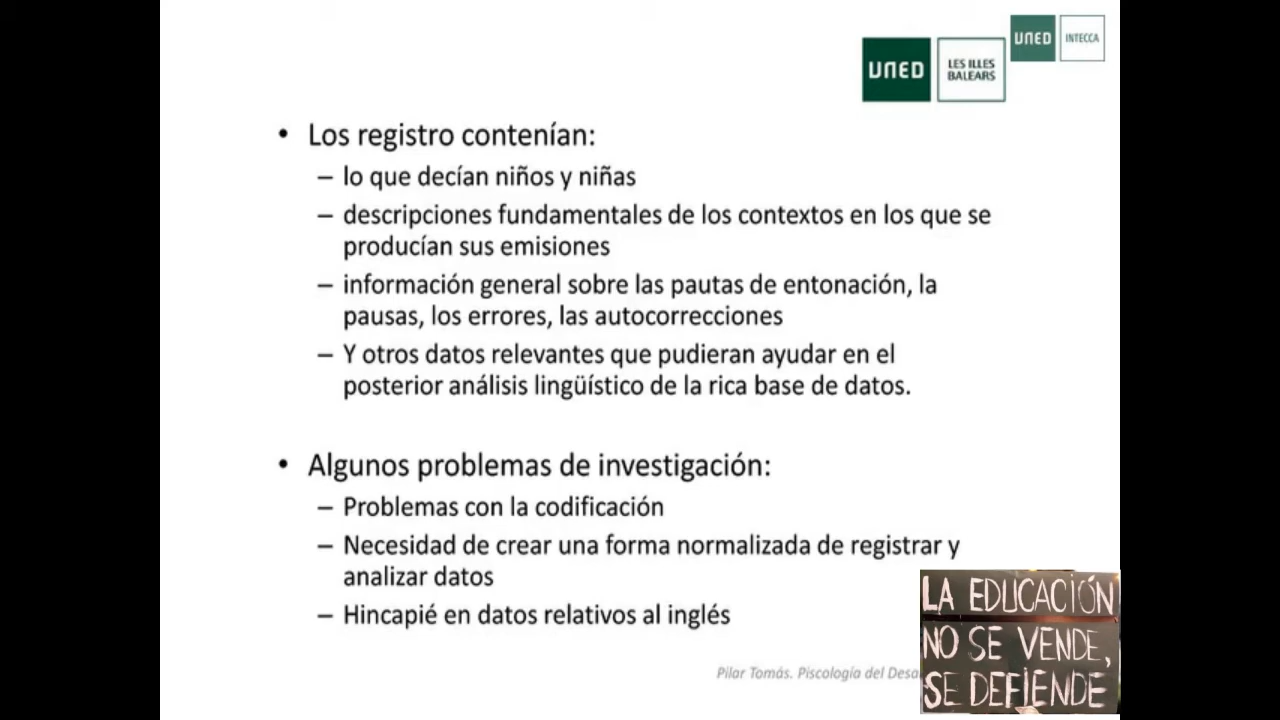 UNED
INTECCA
UNED
LES ILLES
BALEARS
• Los registro contenían:
– lo que decían niños y niñas
– descripciones fundamentales de los contextos en los que se
producían sus emisiones
– información general sobre las pautas de entonación, la
pausas, los errores, las autocorrecciones
– Y otros datos relevantes que pudieran ayudar en el
posterior análisis lingüístico de la rica base de datos.
• Algunos problemas de investigación:
– Problemas con la codificación
– Necesidad de crear una forma normalizada de registrar y
analizar datos
– Hincapié en datos relativos al inglés
Pilar Tomás. Piscología del
LA EDUCACIÓN
NO SE VENDE,
SE DEFIENDE